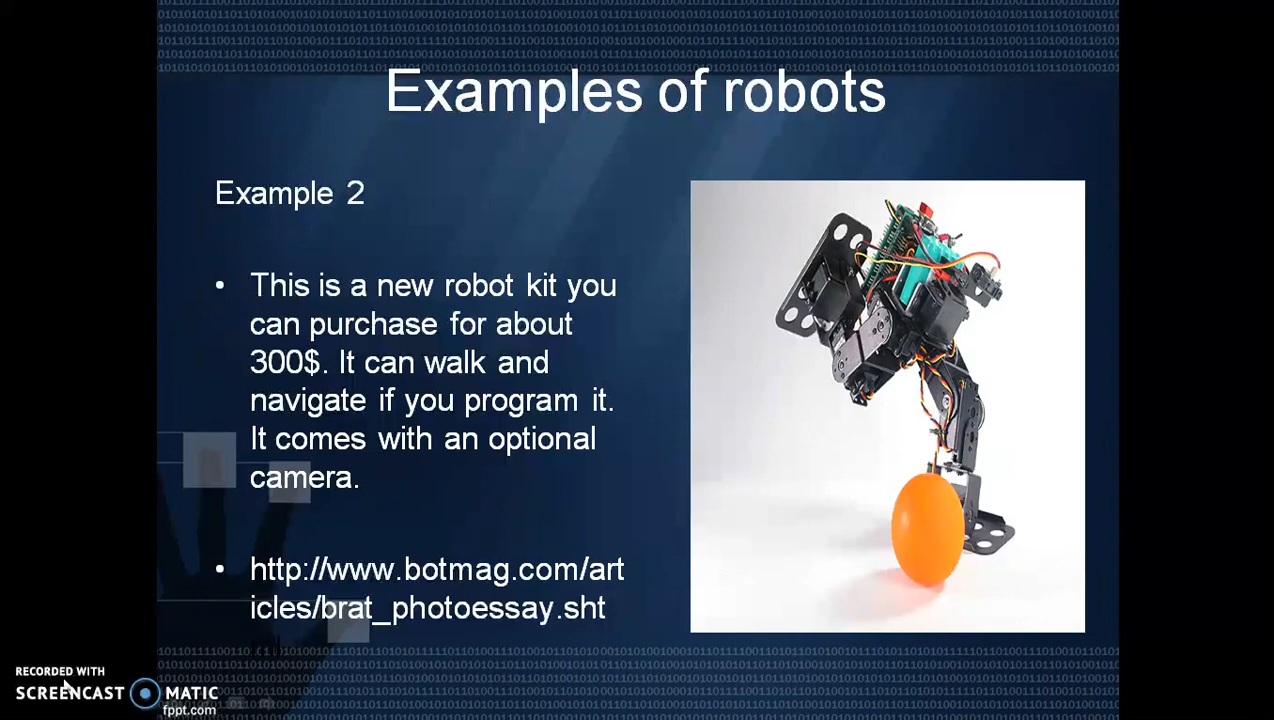 Examples of robots
Example 2
• This is a new robot kit you
can purchase for about
300$. It can walk and
navigate if you program it.
It comes with an optional
camera.
• http://www.botmag.com/art
icles/brat_photoessay.sht
RECORDED WITH
SCREENCAST MATIC
fppt.com